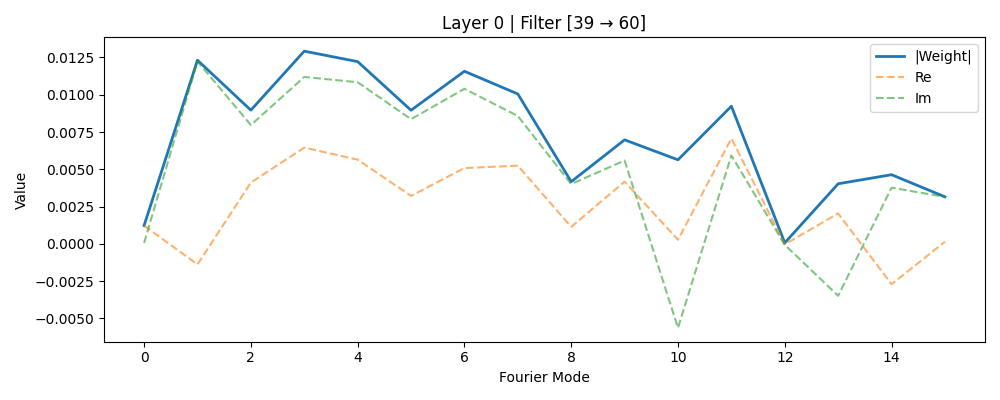 Layer 0 | Filter [39 → 60]
|Weight|
Re
Im
Value
0.0125
0.0100
0.0075
0.0050
0.0025
0.0000
−0.0025
−0.0050
0 2 4 6 8 10 12 14
Fourier Mode